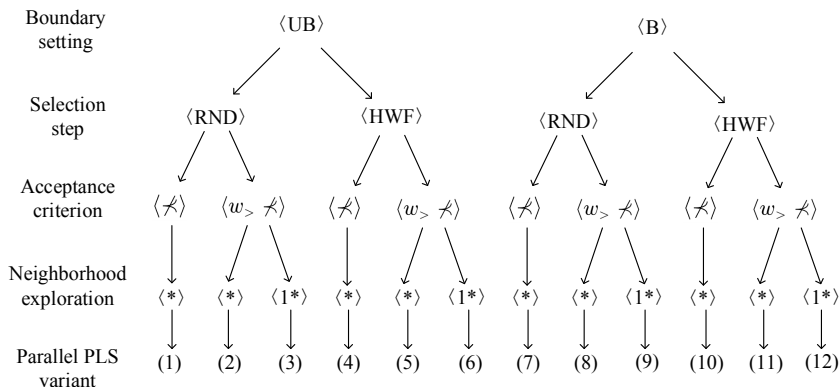 Boundary
setting
⟨UB⟩ ⟨B⟩
Selection
step
⟨RND⟩ ⟨HWF⟩ ⟨RND⟩ ⟨HWF⟩
Acceptance
criterion
⟨⊀⟩ ⟨w> ⊀⟩ ⟨⊀⟩ ⟨w> ⊀⟩ ⟨⊀⟩ ⟨w> ⊀⟩ ⟨⊀⟩ ⟨w> ⊀⟩
Neighborhood
exploration
⟨*⟩ ⟨*⟩ ⟨1*⟩ ⟨*⟩ ⟨*⟩ ⟨1*⟩ ⟨*⟩ ⟨*⟩ ⟨1*⟩ ⟨*⟩ ⟨*⟩ ⟨1*⟩
Parallel PLS
variant
(1) (2) (3) (4) (5) (6) (7) (8) (9) (10) (11) (12)